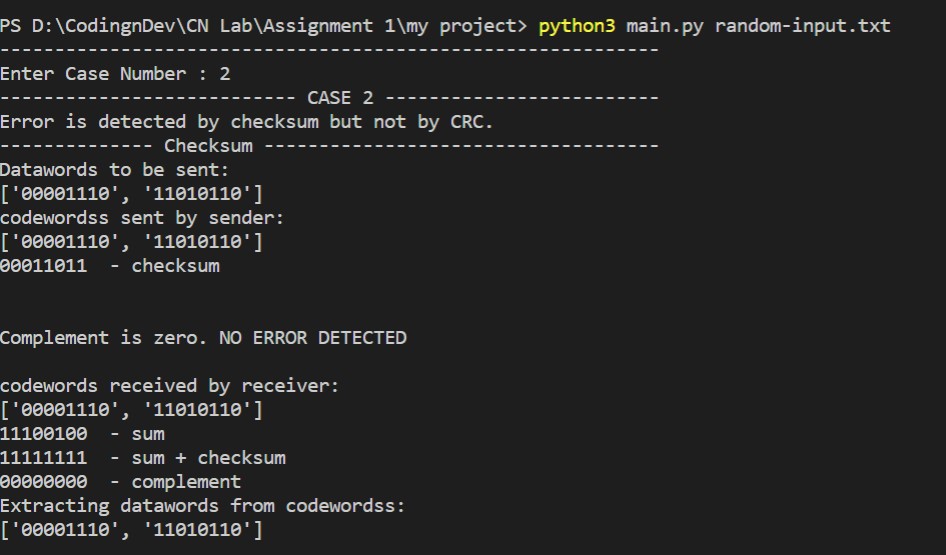 PS D:\CodingnDev\CN Lab\Assignment 1\my project> python3 main.py random-input.txt
------------------------------------------------------------
Enter Case Number : 2
--------------------------- CASE 2 -------------------------
Error is detected by checksum but not by CRC.
-------------- Checksum ------------------------------------
Datawords to be sent:
['00001110', '11010110']
codewordss sent by sender:
['00001110', '11010110']
00011011  - checksum
Complement is zero. NO ERROR DETECTED
codewords received by receiver:
['00001110', '11010110']
11100100  - sum
11111111  - sum + checksum
00000000  - complement
Extracting datawords from codewordss:
['00001110', '11010110']